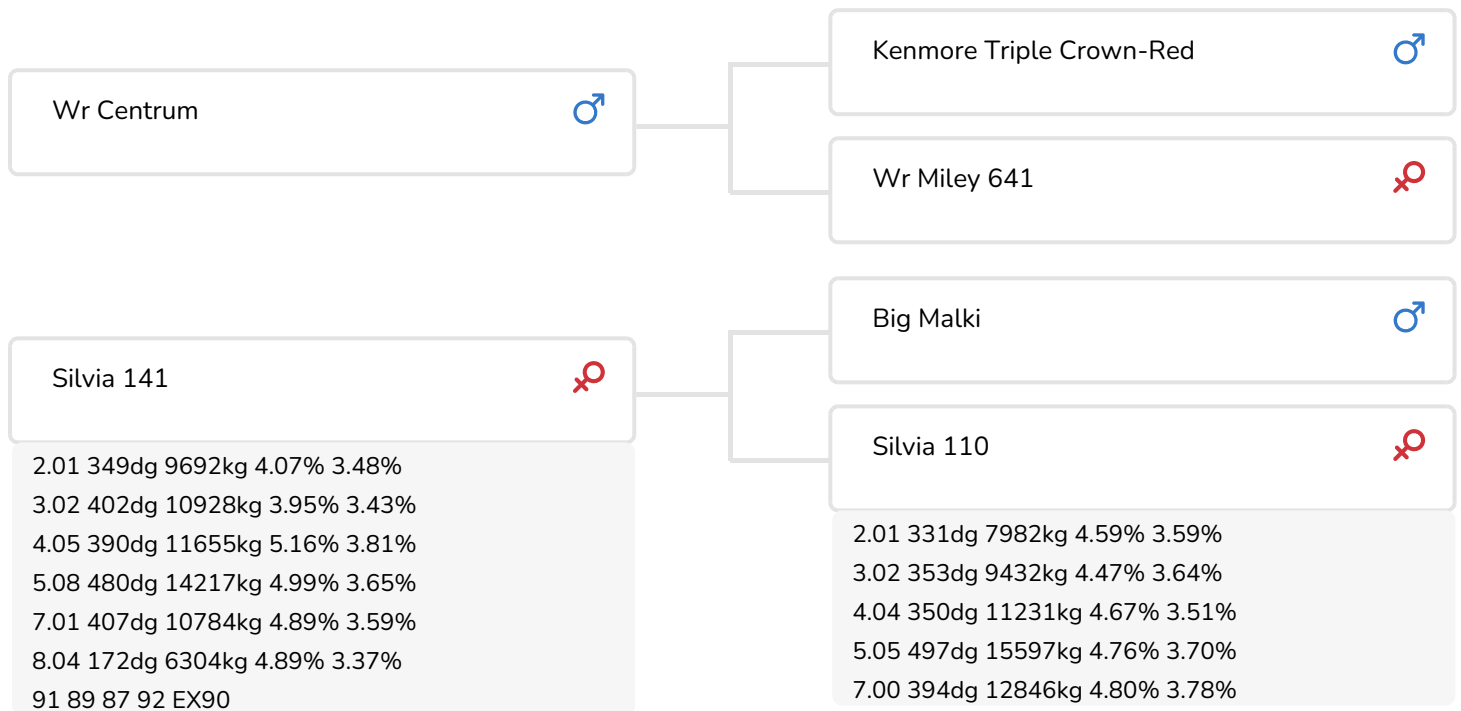 Wr Centrum
Kenmore Triple Crown-Red
Wr Miley 641
Silvia 141
2.01 349dg 9692kg 4.07% 3.48%
3.02 402dg 10928kg 3.95% 3.43%
4.05 390dg 11655kg 5.16% 3.81%
5.08 480dg 14217kg 4.99% 3.65%
7.01 407dg 10784kg 4.89% 3.59%
8.04 172dg 6304kg 4.89% 3.37%
91 89 87 92 EX90
Big Malki
Silvia 110
2.01 331dg 7982kg 4.59% 3.59%
3.02 353dg 9432kg 4.47% 3.64%
4.04 350dg 11231kg 4.67% 3.51%
5.05 497dg 15597kg 4.76% 3.70%
7.00 394dg 12846kg 4.80% 3.78%